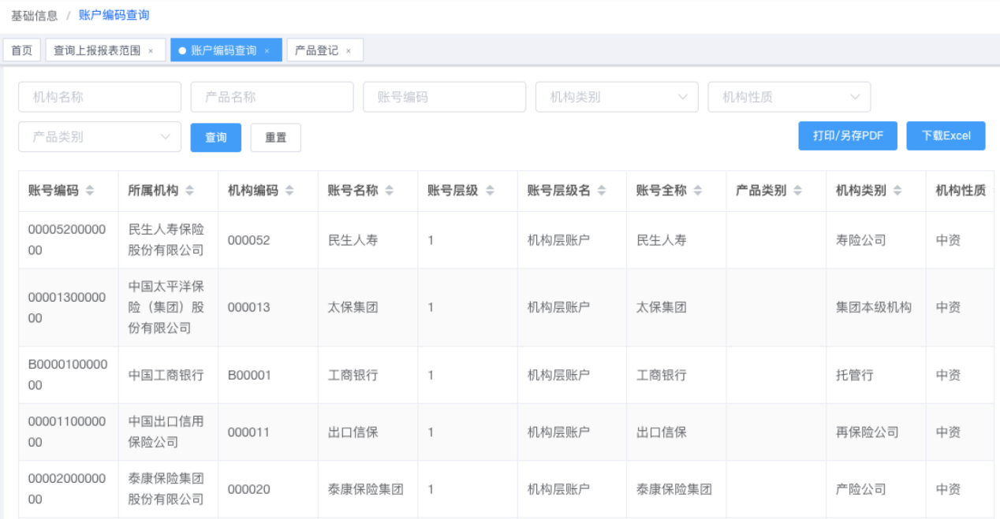 基础信息 / 账户编码查询
首页 查询上报报表范围 × 账户编码查询 × 产品登记 ×
机构名称 产品名称 账号编码 机构类别 机构性质
产品类别 查询 重置 打印/另存PDF 下载Excel
账号编码 所属机构 机构编码 账号名称 账号层级 账号层级名 账号全称 产品类别 机构类别 机构性质
00005200000
00
民生人寿保险
股份有限公司
000052 民生人寿 1 机构层账户 民生人寿 寿险公司 中资
00001300000
00
中国太平洋保
险（集团）股
份有限公司
000013 太保集团 1 机构层账户 太保集团 集团本级机构 中资
B0000100000
00
中国工商银行 B00001 工商银行 1 机构层账户 工商银行 托管行 中资
00001100000
00
中国出口信用
保险公司
000011 出口信保 1 机构层账户 出口信保 再保险公司 中资
00002000000
00
泰康保险集团
股份有限公司
000020 泰康保险集团 1 机构层账户 泰康保险集团 产险公司 中资